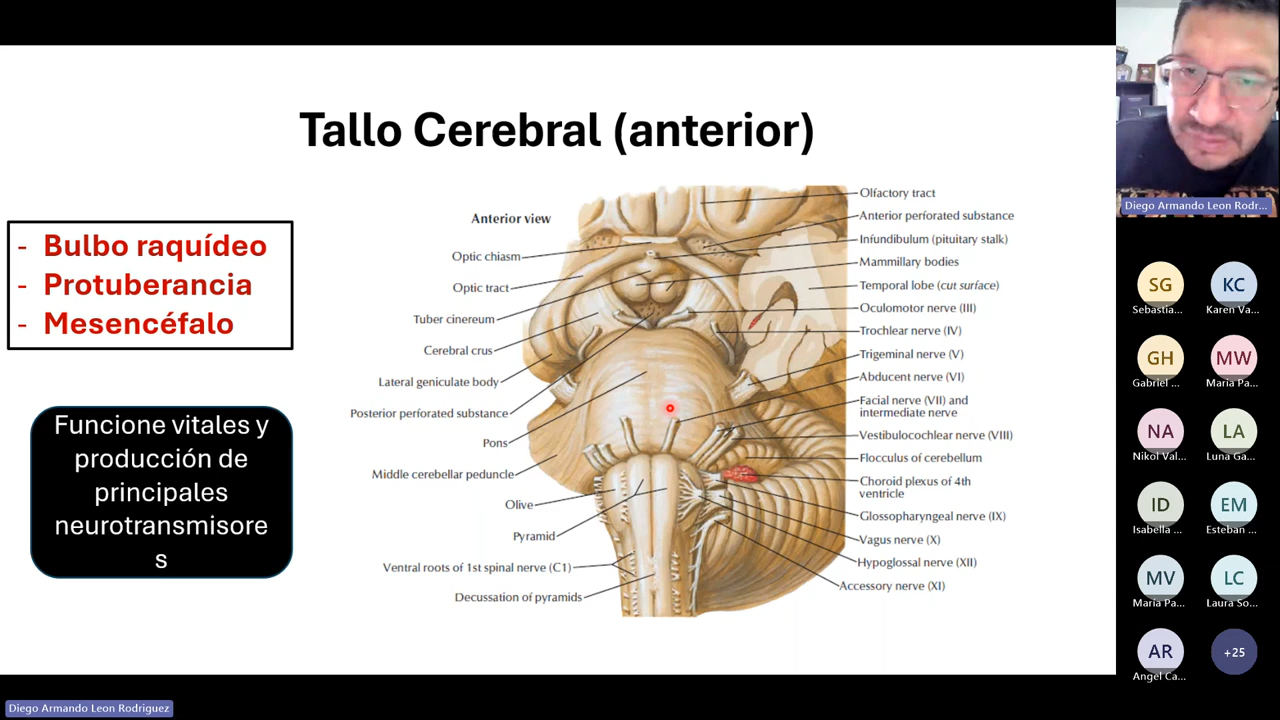 Tallo Cerebral (anterior)
- Bulbo raquídeo
- Protuberancia
- Mesencéfalo
Funcione vitales y
producción de
principales
neurotransmisore
s
Anterior view
Optic chiasm
Optic tract
Tuber cinereum
Cerebral crus
Lateral geniculate body
Posterior perforated substance
Pons
Middle cerebellar peduncle
Olive
Pyramid
Ventral roots of 1st spinal nerve (C1)
Decussation of pyramids
Olfactory tract
Anterior perforated substance
Infundibulum (pituitary stalk)
Mammillary bodies
Temporal lobe (cut surface)
Oculomotor nerve (III)
Trochlear nerve (IV)
Trigeminal nerve (V)
Abducent nerve (VI)
Facial nerve (VII) and
intermediate nerve
Vestibulocochlear nerve (VIII)
Flocculus of cerebellum
Choroid plexus of 4th
ventricle
Glossopharyngeal nerve (IX)
Vagus nerve (X)
Hypoglossal nerve (XII)
Accessory nerve (XI)
Diego Armando Leon Rodr...
SG
Sebastia...
KC
Karen Va...
GH
Gabriel ...
MW
Maria Pa...
NA
Nikol Val...
LA
Luna Ga...
ID
Isabella ...
EM
Esteban ...
MV
Maria Pa...
LC
Laura So...
AR
Angel Ca...
+25
Diego Armando Leon Rodriguez